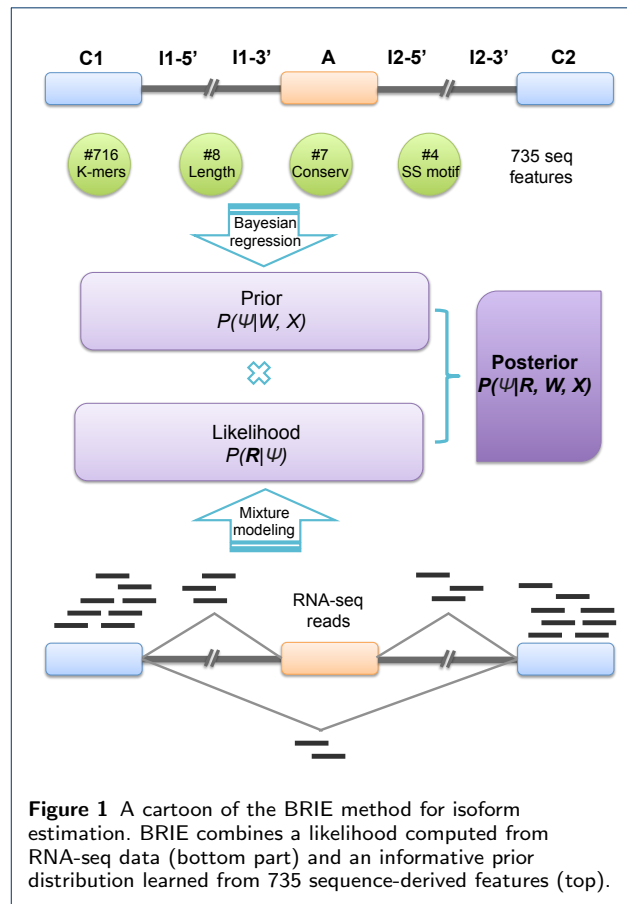 C1 I1-5’ I1-3’ A I2-5’ I2-3’ C2
#716 K-mers
#8 Length
#7 Conserv
#4 SS motif
735 seq features
Bayesian regression
Prior
P(Ψ|W, X)
Likelihood
P(R|Ψ)
Posterior
P(Ψ|R, W, X)
Mixture modeling
RNA-seq reads
Figure 1 A cartoon of the BRIE method for isoform
estimation. BRIE combines a likelihood computed from
RNA-seq data (bottom part) and an informative prior
distribution learned from 735 sequence-derived features (top).